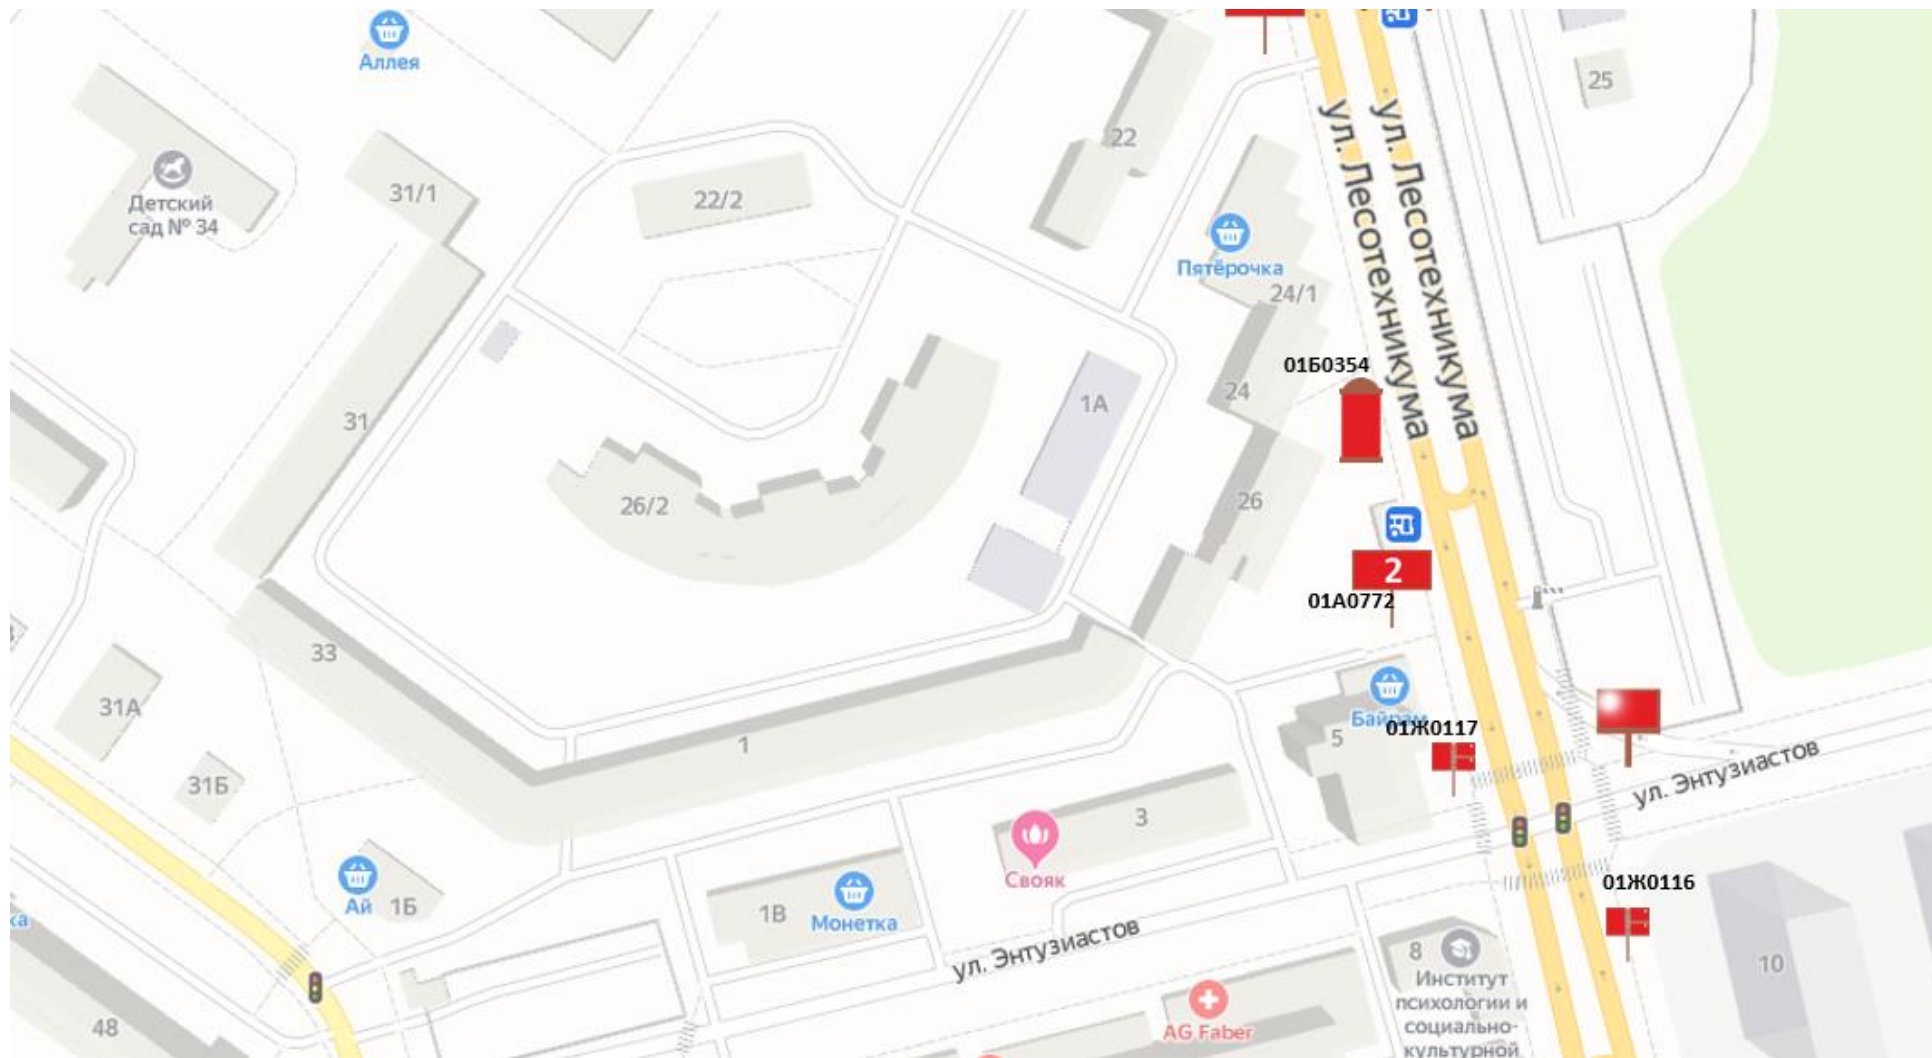 Аллея
25
22
31/1
22/2
Детский
сад № 34
ул. Лесотехникума
ул. Лесотехникума
Пятёрочка
24/1
01Б0354
24
1А
31
26/2
26
2
01А0772
33
31А
Байрам
01Ж0117
5
1
31Б
ул. Энтузиастов
3
Свояк
01Ж0116
Ай
1Б
1В
Монетка
ка
ул. Энтузиастов
8
Институт
психологии и
социально-
культурной
10
AG Faber
48